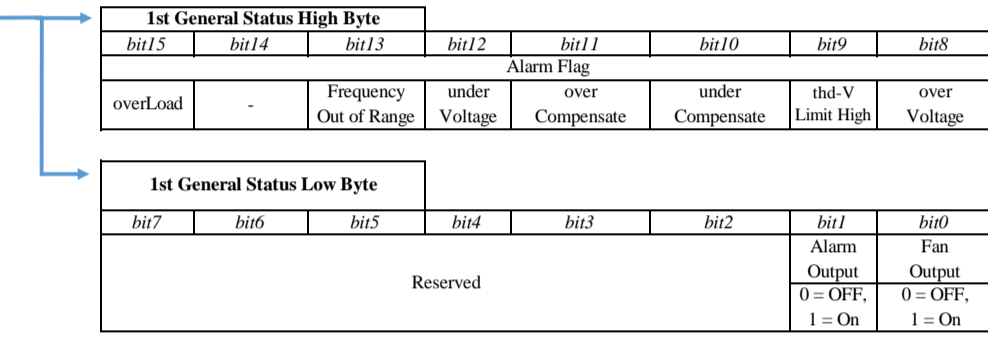 1st General Status High Byte
bit15 bit14 bit13 bit12 bit11 bit10 bit9 bit8
Alarm Flag
overLoad - Frequency Out of Range under Voltage over Compensate under Compensate thd-V Limit High over Voltage
1st General Status Low Byte
bit7 bit6 bit5 bit4 bit3 bit2 bit1 bit0
Reserved
Alarm Output Fan Output
0 = OFF, 1 = On 0 = OFF, 1 = On